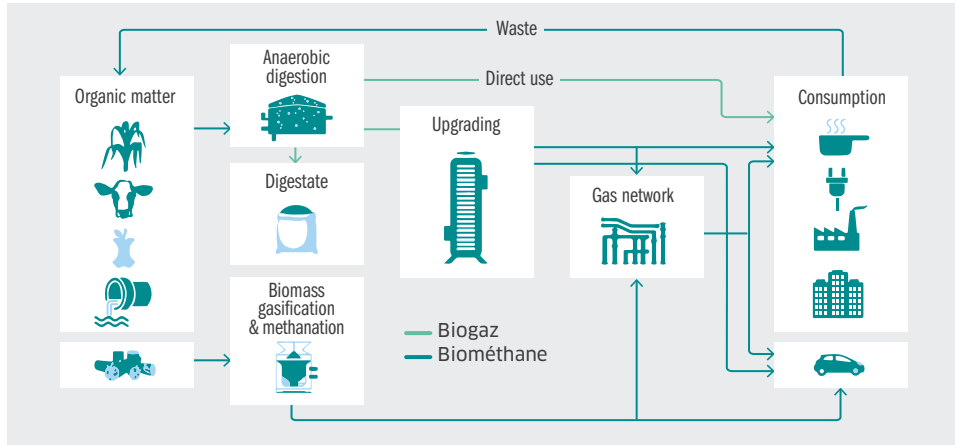 Waste
Anaerobic
digestion
Direct use
Organic matter
Consumption
Upgrading
Digestate
Gas network
Biomass
gasification
& methanation
Biogaz
Biométhane